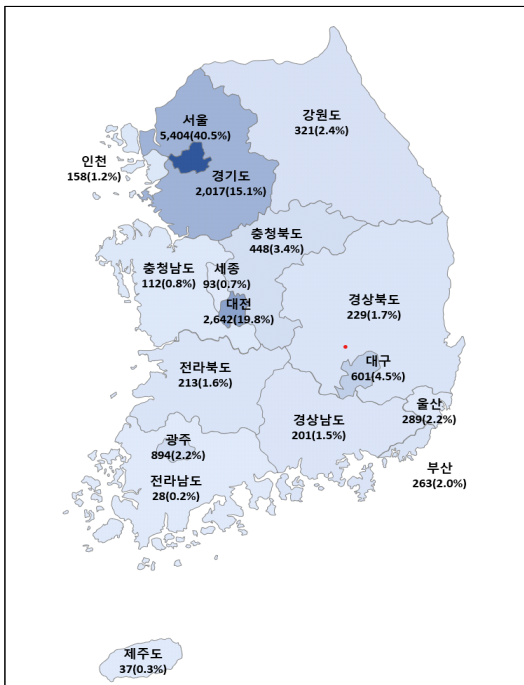 서울
5,404(40.5%)
강원도
321(2.4%)
인천
158(1.2%)
경기도
2,017(15.1%)
충청북도
448(3.4%)
충청남도
112(0.8%)
세종
93(0.7%)
대전
2,642(19.8%)
경상북도
229(1.7%)
대구
601(4.5%)
전라북도
213(1.6%)
울산
289(2.2%)
경상남도
201(1.5%)
광주
894(2.2%)
부산
263(2.0%)
전라남도
28(0.2%)
제주도
37(0.3%)